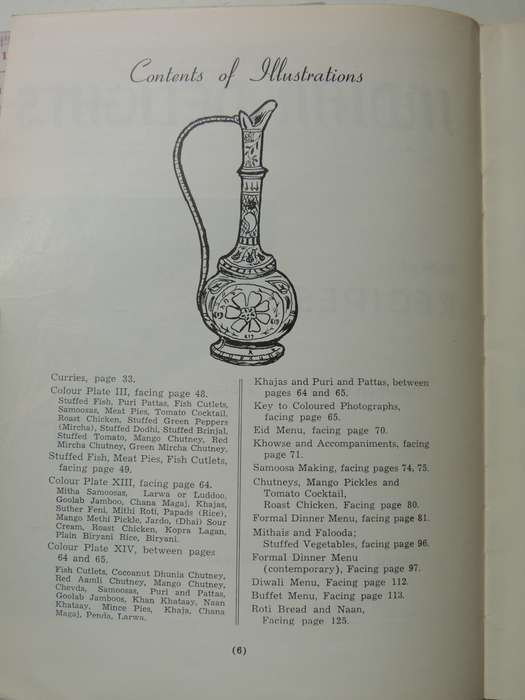 Contents of Illustrations
Curries, page 33.
Colour Plate III, facing page 48.
Stuffed Fish, Puri Pattas, Fish Cutlets,
Samoosas, Meat Pies, Tomato Cocktail,
Roast Chicken, Stuffed Green Peppers
(Mircha), Stuffed Dodhi, Stuffed Brinjal,
Stuffed Tomato, Mango Chutney, Red
Mircha Chutney, Green Mircha Chutney.
Stuffed Fish, Meat Pies, Fish Cutlets,
facing page 49.
Colour Plate XIII, facing page 64.
Mitha Samoosas, Larwa or Luddoo,
Goolab Jamboo, Chana Magaj, Khajas,
Suther Feni, Mithi Roti, Papads (Rice),
Mango Methi Pickle, Jardo, (Dhai) Sour
Cream, Roast Chicken, Kopra Lagan,
Plain Biryani Rice, Biryani.
Colour Plate XIV, between pages
64 and 65.
Fish Cutlets, Cocoanut Dhunia Chutney,
Red Aamli Chutney, Mango Chutney,
Chevda, Samoosas, Puri and Pattas,
Goolab Jamboos, Khan Khataay, Naan
Khataay, Mince Pies, Khaja, Chana
Magaj, Penda, Larwa.
Khajas and Puri and Pattas, between
pages 64 and 65.
Key to Coloured Photographs,
facing page 65.
Eid Menu, facing page 70.
Khowse and Accompaniments, facing
page 71.
Samoosa Making, facing pages 74, 75.
Chutneys, Mango Pickles and
Tomato Cocktail,
Roast Chicken, Facing page 80.
Formal Dinner Menu, facing page 81.
Mithais and Falooda;
Stuffed Vegetables, facing page 96.
Formal Dinner Menu
(contemporary), Facing page 97.
Diwali Menu, Facing page 112.
Buffet Menu, Facing page 113.
Roti Bread and Naan,
Facing page 125.
(6)